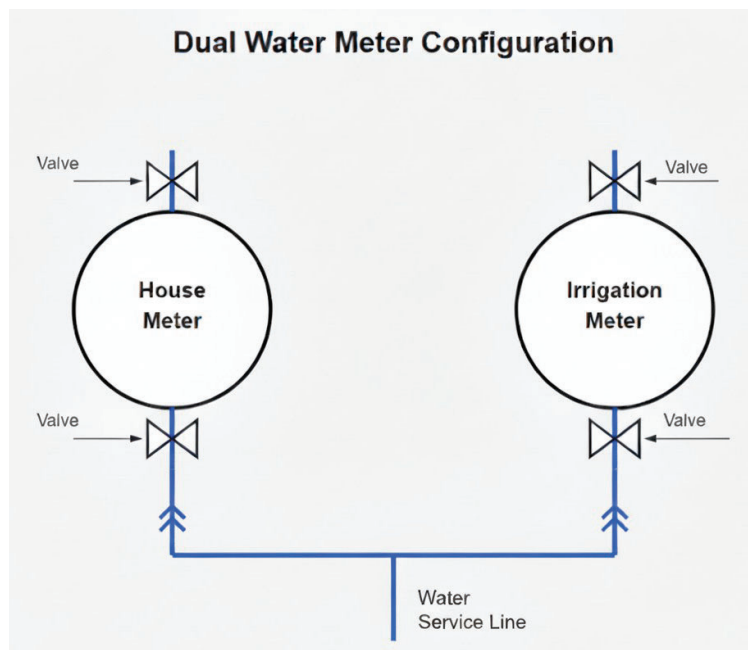 Dual Water Meter Configuration
Valve
Valve
House
Meter
Irrigation
Meter
Valve
Valve
Water
Service Line